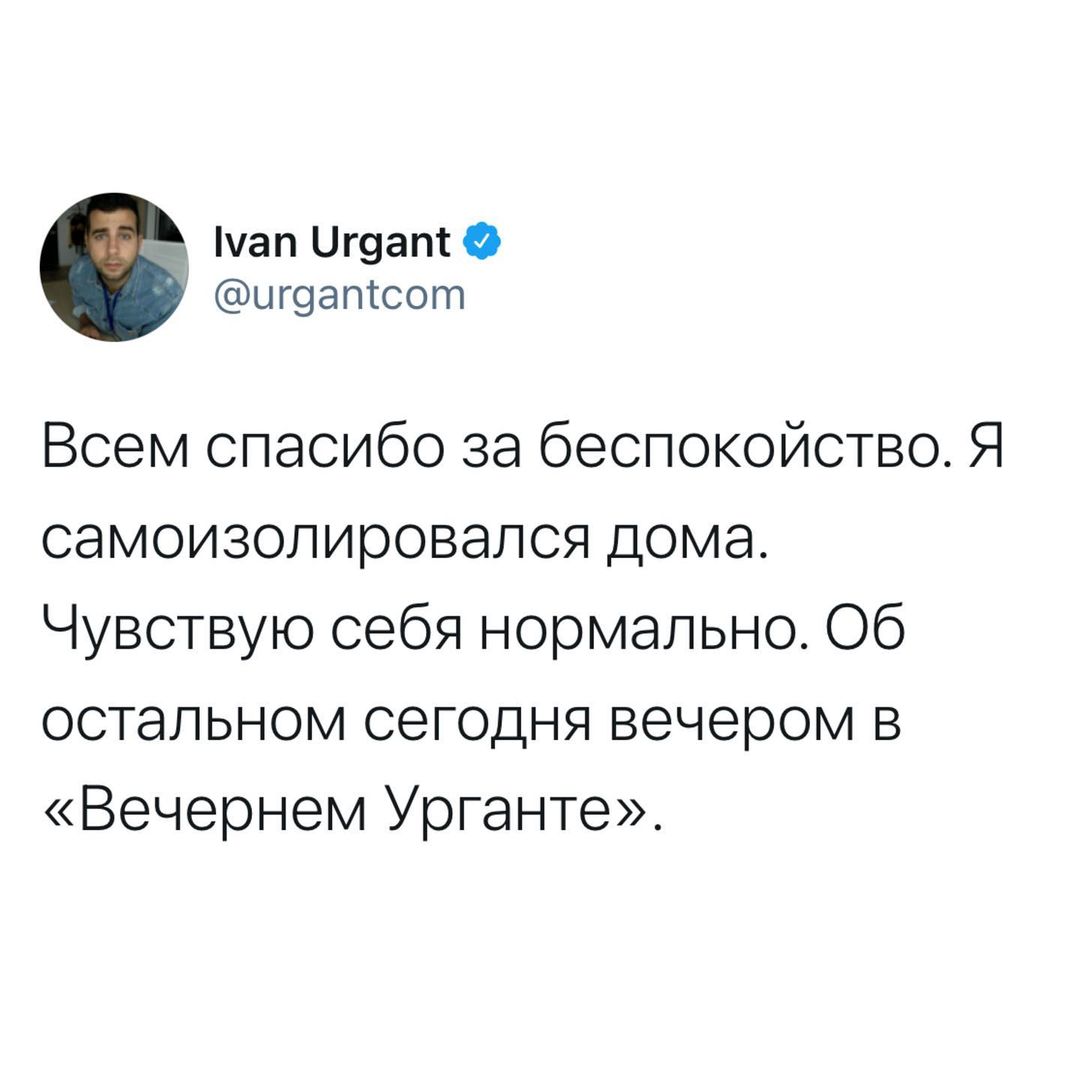 Ivan Urgant
@urgantcom
Всем спасибо за беспокойство. Я
самоизолировался дома.
Чувствую себя нормально. Об
остальном сегодня вечером в
«Вечернем Урганте».